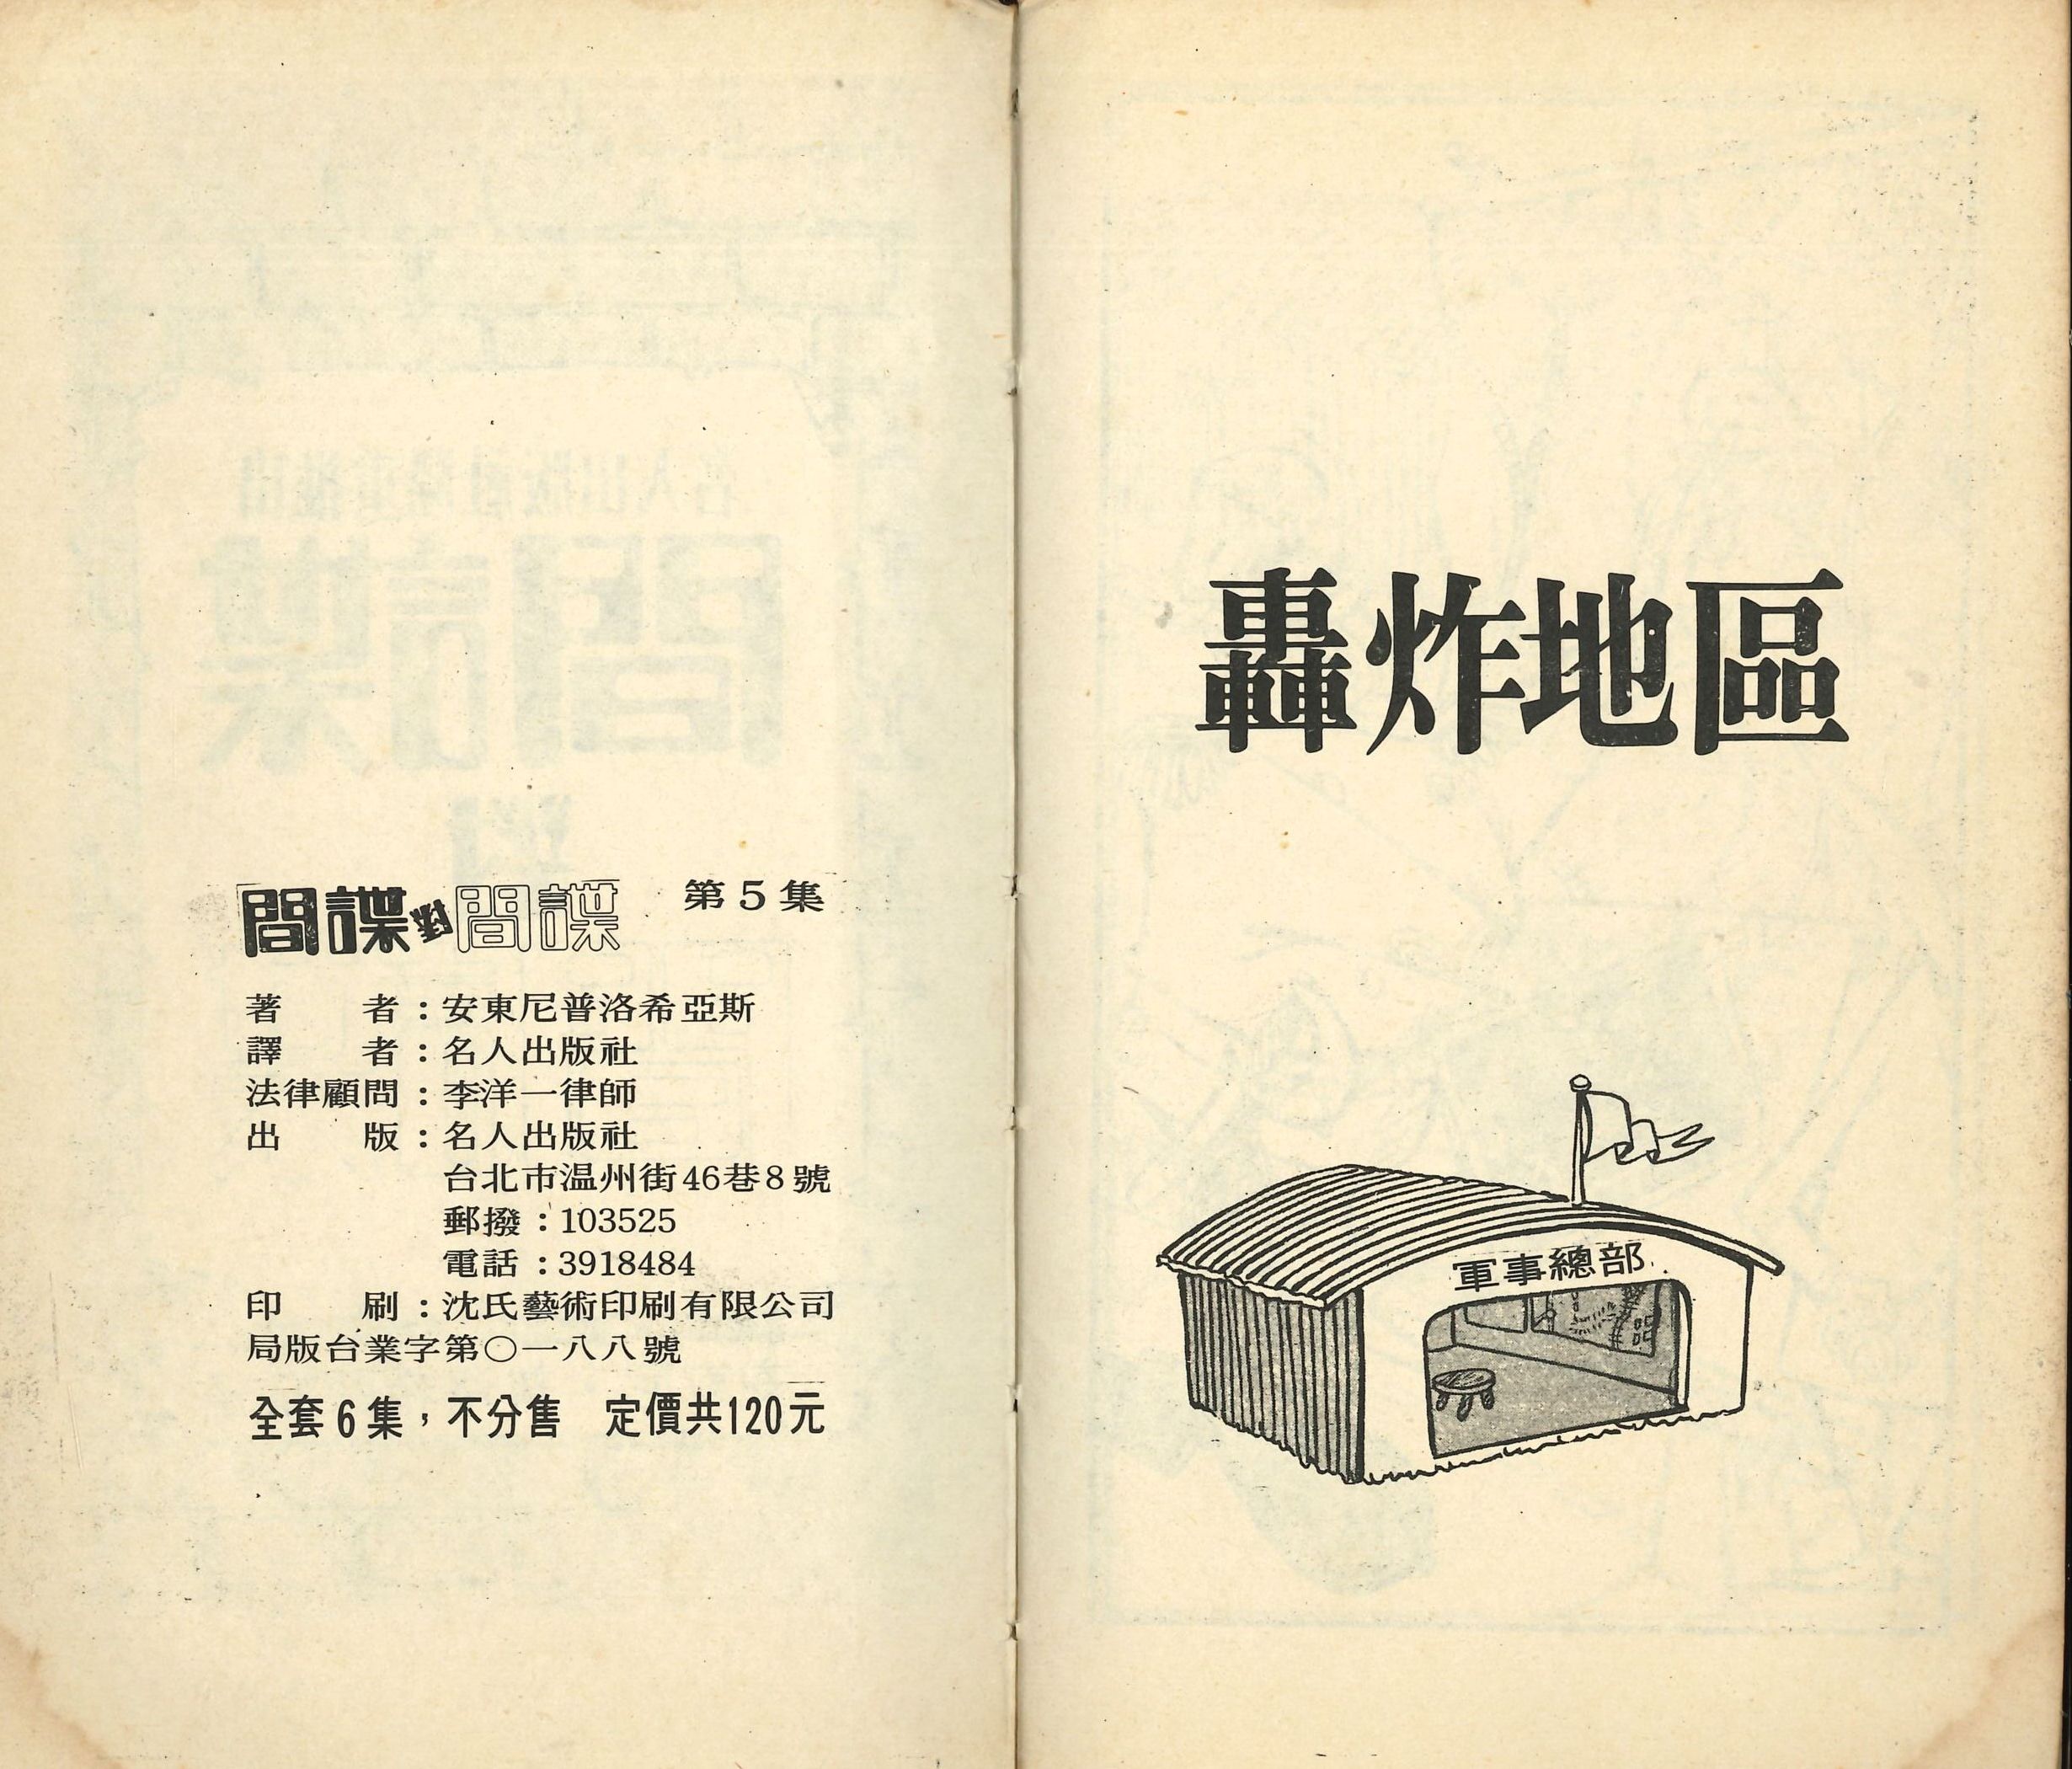 間諜對間諜 第5集
著者：安東尼普洛希亞斯
譯者：名人出版社
法律顧問：李洋一律師
出版：名人出版社
台北市温州街46巷8號
郵撥：103525
電話：3918484
印刷：沈氏藝術印刷有限公司
局版台業字第〇一八八號
全套6集，不分售 定價共120元
轟炸地區
軍事總部